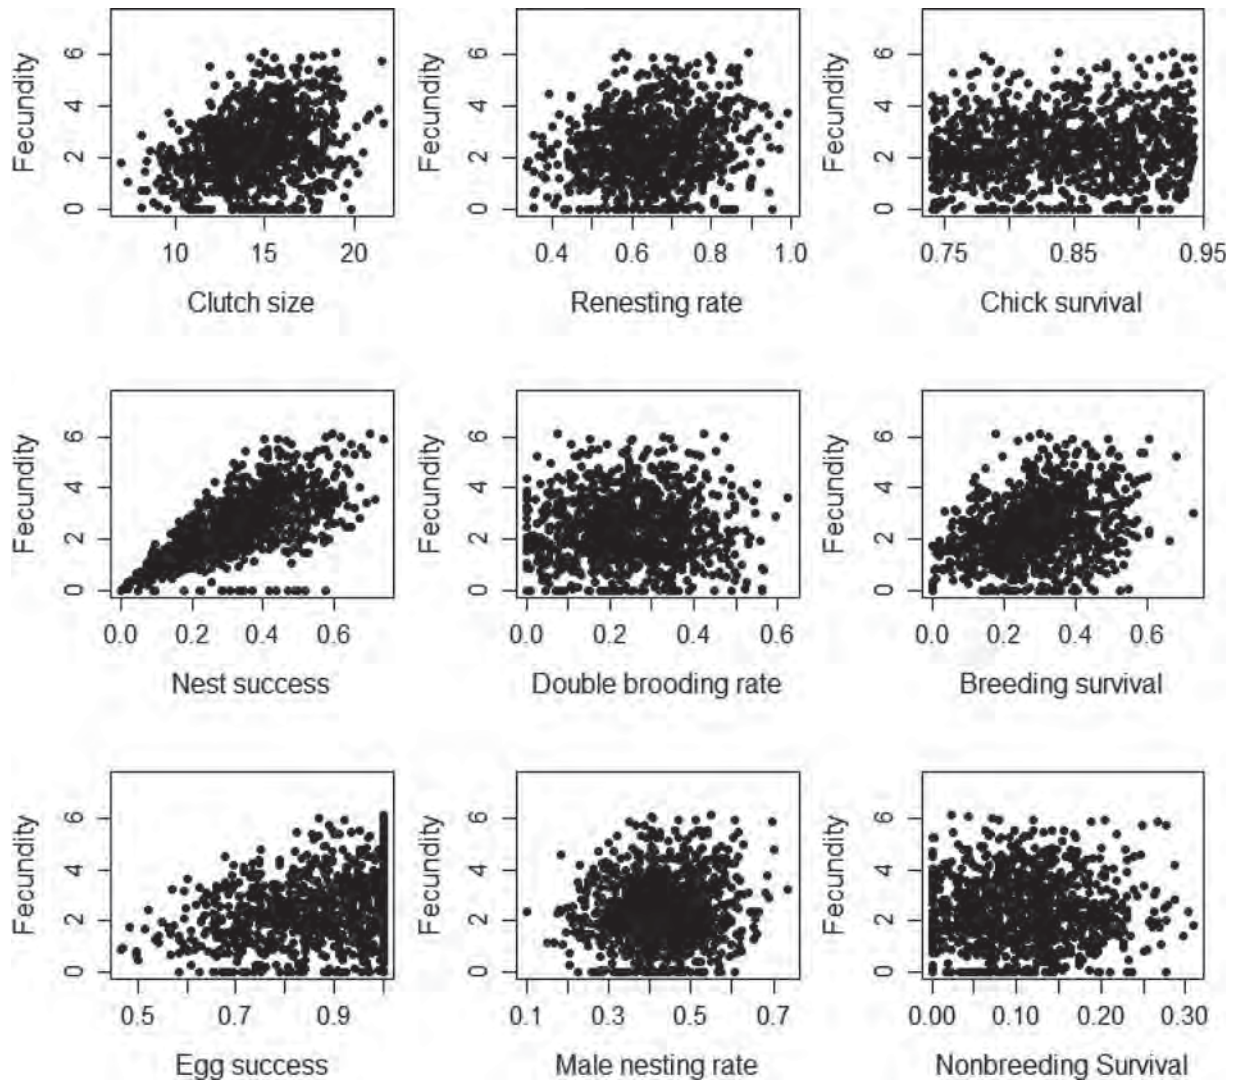 Fecundity
6
4
2
0
10 15 20
Clutch size
Fecundity
6
4
2
0
0.4 0.6 0.8 1.0
Renesting rate
Fecundity
6
4
2
0
0.75 0.85 0.95
Chick survival
Fecundity
6
4
2
0
0.0 0.2 0.4 0.6
Nest success
Fecundity
6
4
2
0
0.0 0.2 0.4 0.6
Double brooding rate
Fecundity
6
4
2
0
0.0 0.2 0.4 0.6
Breeding survival
Fecundity
6
4
2
0
0.5 0.7 0.9
Egg success
Fecundity
6
4
2
0
0.1 0.3 0.5 0.7
Male nesting rate
Fecundity
6
4
2
0
0.00 0.10 0.20 0.30
Nonbreeding Survival